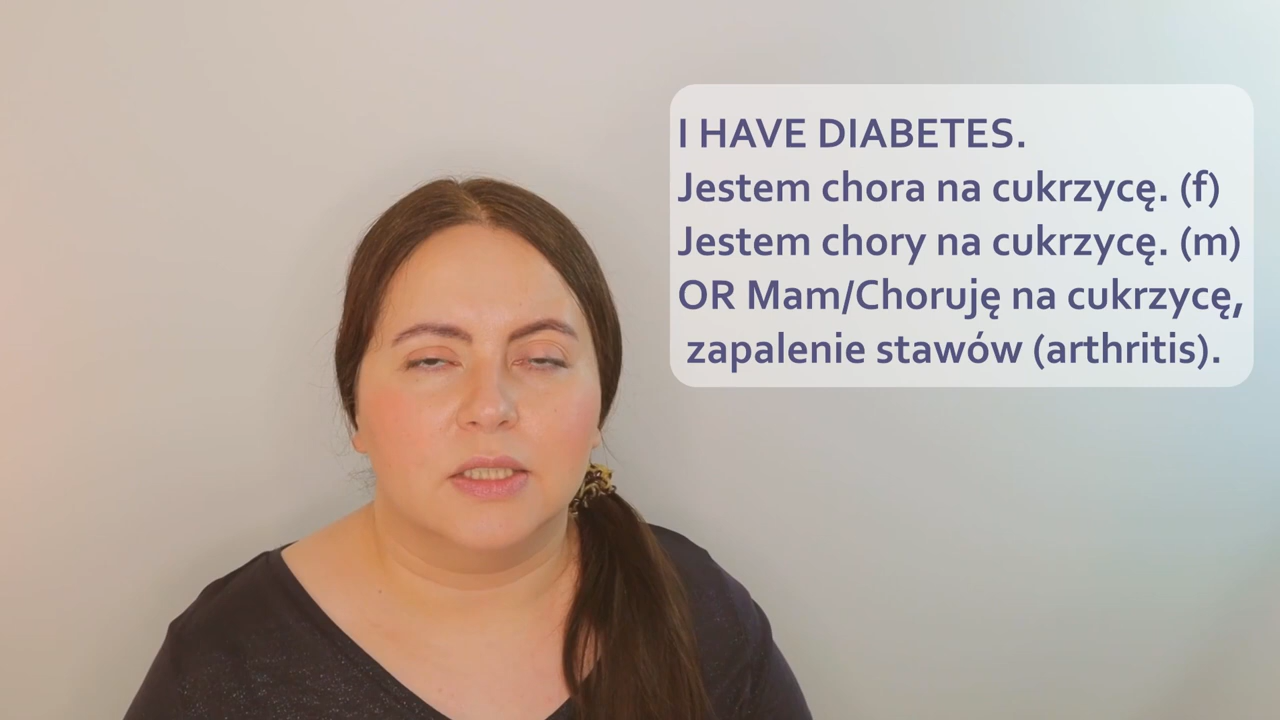 I HAVE DIABETES.
Jestem chora na cukrzycę. (f)
Jestem chory na cukrzycę. (m)
OR Mam/Choruję na cukrzycę,
zapalenie stawów (arthritis).